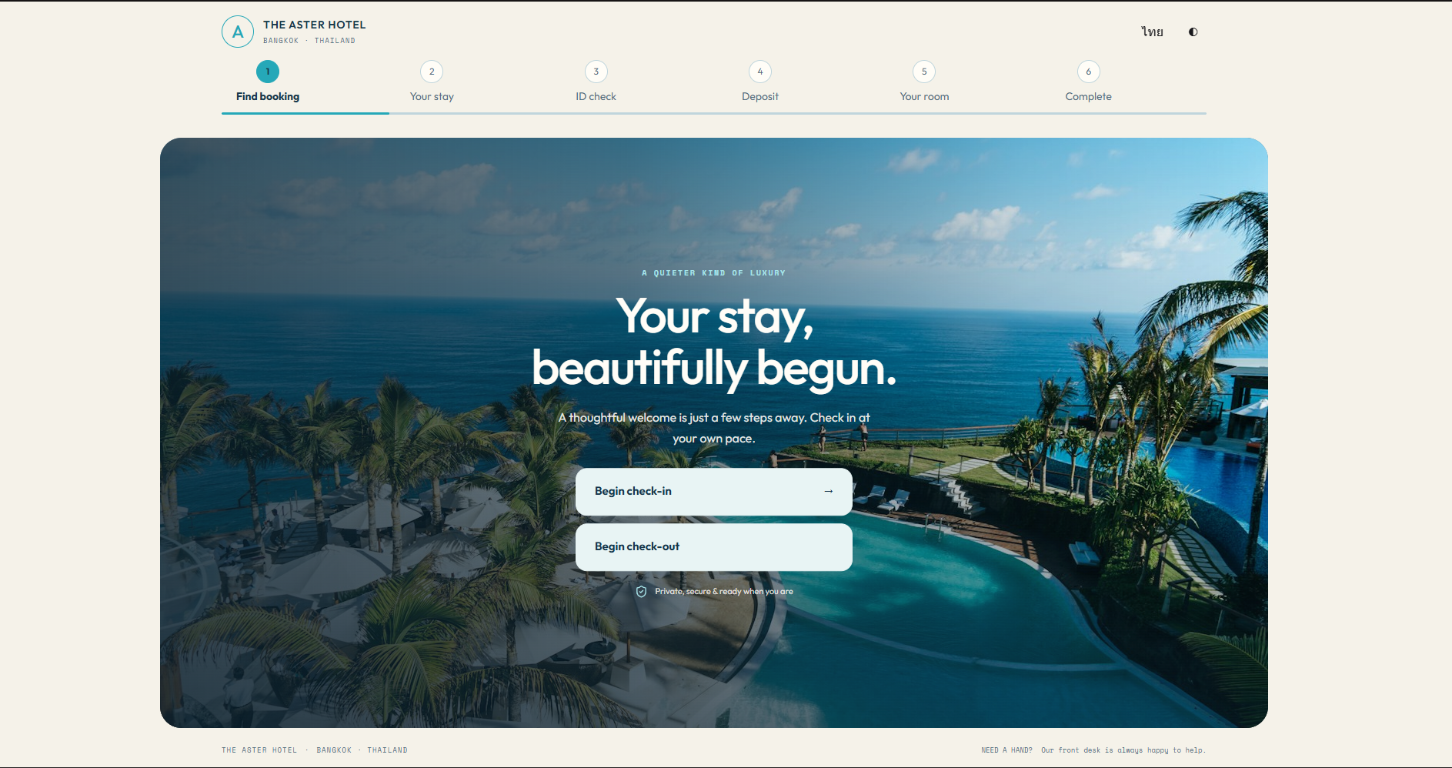 A
THE ASTER HOTEL
BANGKOK · THAILAND
ไทย
1
2
3
4
5
6
Find booking
Your stay
ID check
Deposit
Your room
Complete
A QUIETER KIND OF LUXURY
Your stay,
beautifully begun.
A thoughtful welcome is just a few steps away. Check in at
your own pace.
Begin check-in →
Begin check-out
Private, secure & ready when you are
THE ASTER HOTEL · BANGKOK · THAILAND
NEED A HAND? Our front desk is always happy to help.